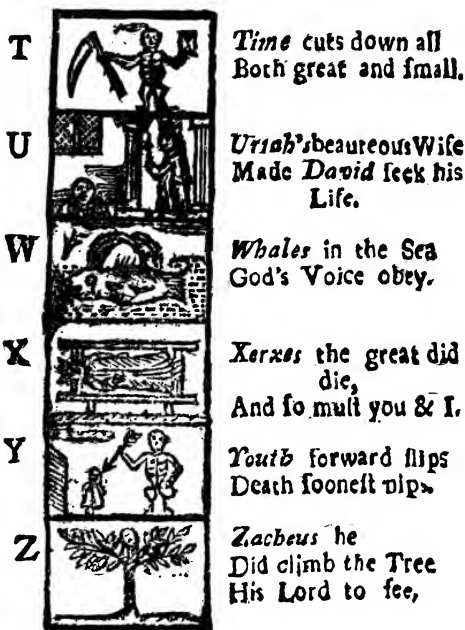 T
Time cuts down all
Both great and ſmall.
U
Uriah's beauteous Wife
Made David ſeek his
Life.
W
Whales in the Sea
God's Voice obey.
X
Xerxes the great did
die,
And ſo muſt you & I.
Y
Youth forward ſlips
Death ſooneſt nips.
Z
Zacheus he
Did climb the Tree
His Lord to ſee,